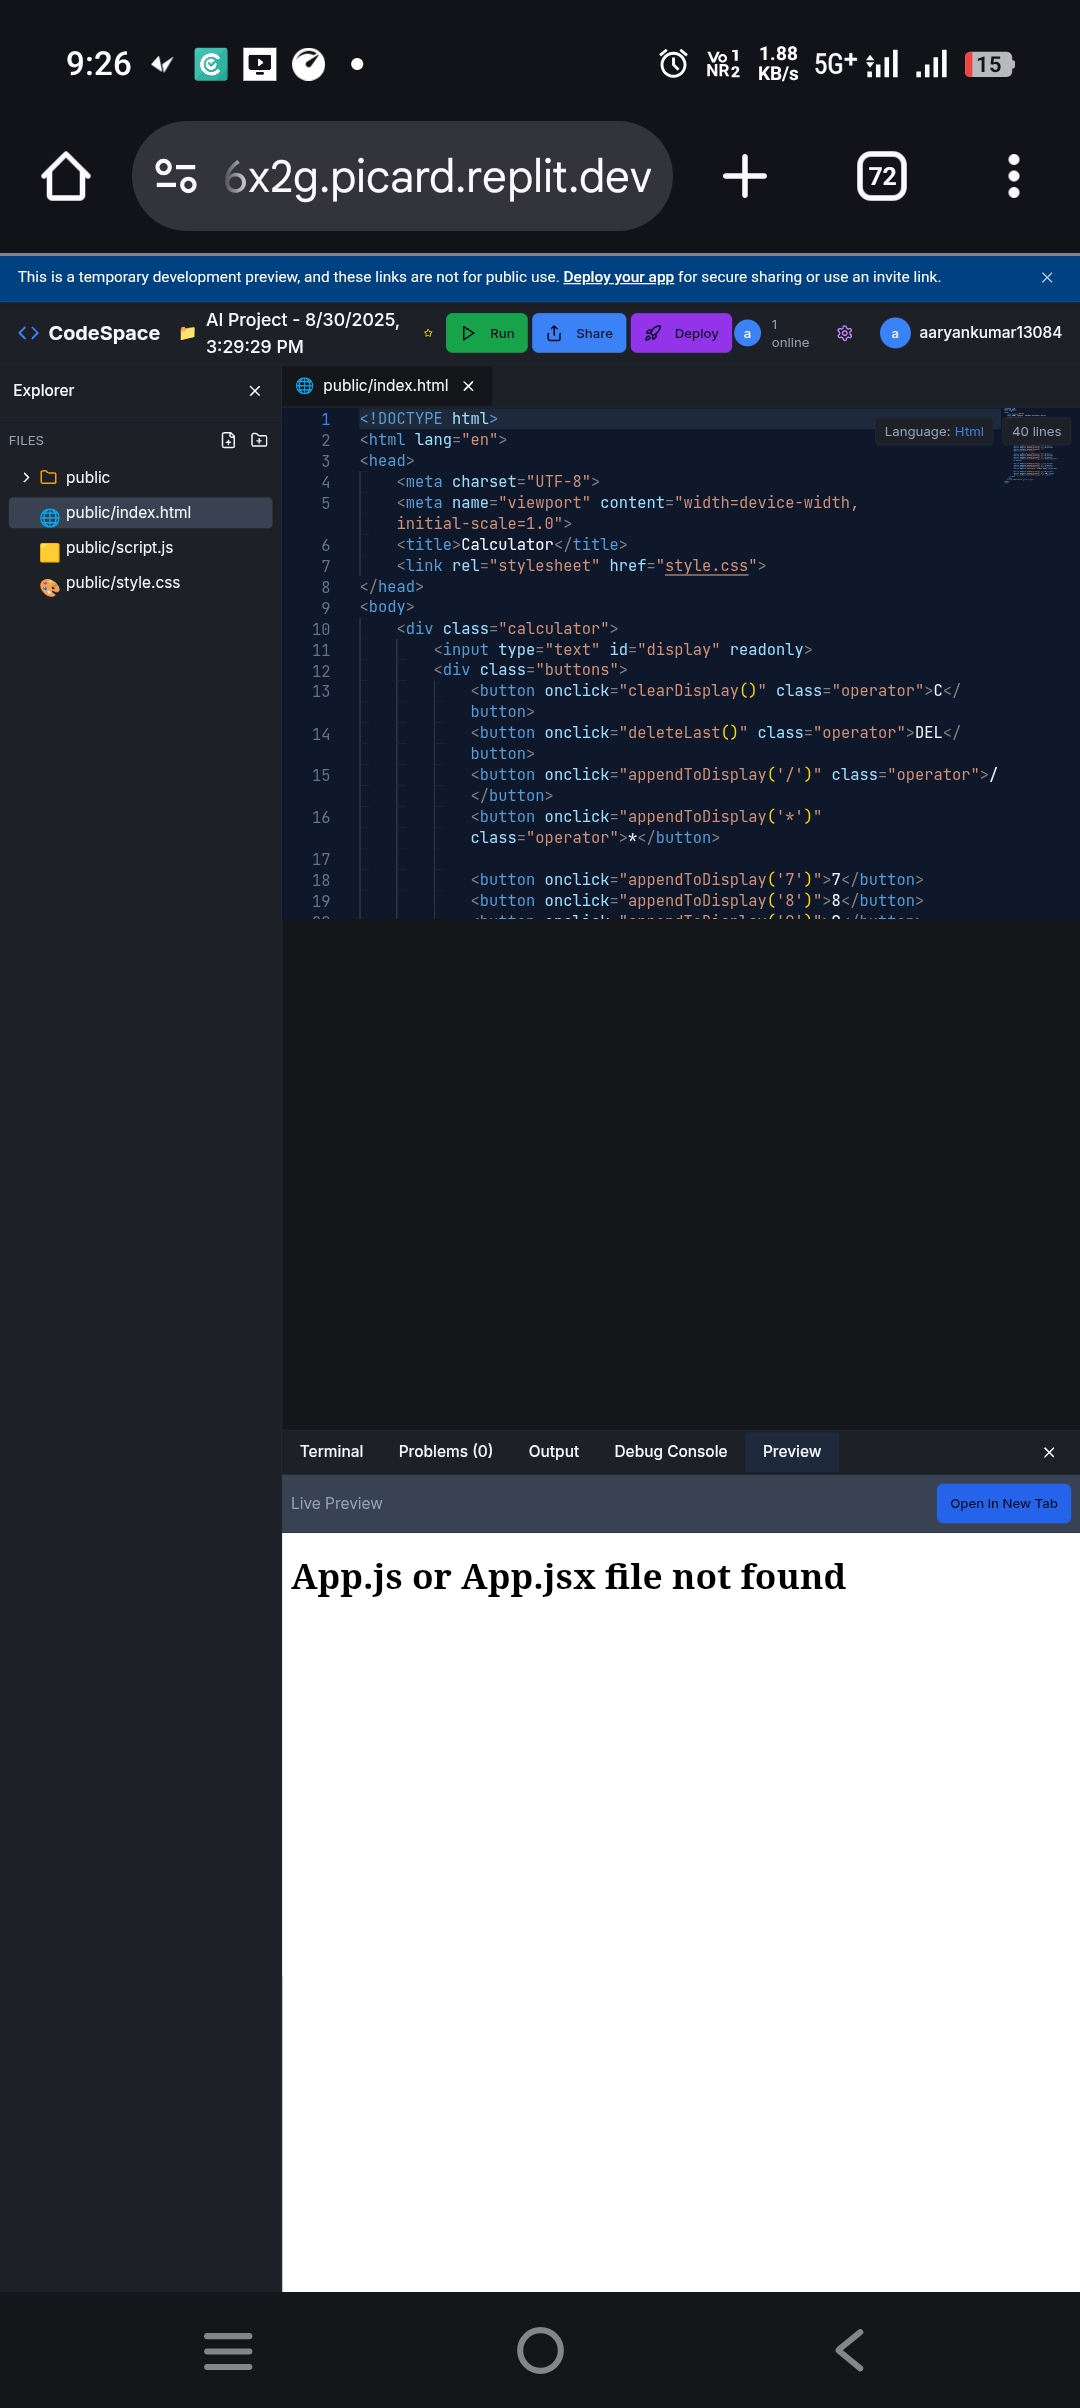 9:26
Vo 1
NR2
1.88
KB/s
5G+
15
6x2g.picard.replit.dev
72
This is a temporary development preview, and these links are not for public use. Deploy your app for secure sharing or use an invite link.
CodeSpace
AI Project - 8/30/2025,
3:29:29 PM
Run
Share
Deploy
a
1
online
a
aaryankumar13084
Explorer
public/index.html
FILES
public
public/index.html
public/script.js
public/style.css
Language: Html
40 lines
1 <!DOCTYPE html>
2 <html lang="en">
3 <head>
4 <meta charset="UTF-8">
5 <meta name="viewport" content="width=device-width,
initial-scale=1.0">
6 <title>Calculator</title>
7 <link rel="stylesheet" href="style.css">
8 </head>
9 <body>
10 <div class="calculator">
11 <input type="text" id="display" readonly>
12 <div class="buttons">
13 <button onclick="clearDisplay()" class="operator">C</
button>
14 <button onclick="deleteLast()" class="operator">DEL</
button>
15 <button onclick="appendToDisplay('/')" class="operator">/
</button>
16 <button onclick="appendToDisplay('*')"
class="operator">*</button>
17
18 <button onclick="appendToDisplay('7')">7</button>
19 <button onclick="appendToDisplay('8')">8</button>
Terminal
Problems (0)
Output
Debug Console
Preview
Live Preview
Open in New Tab
App.js or App.jsx file not found